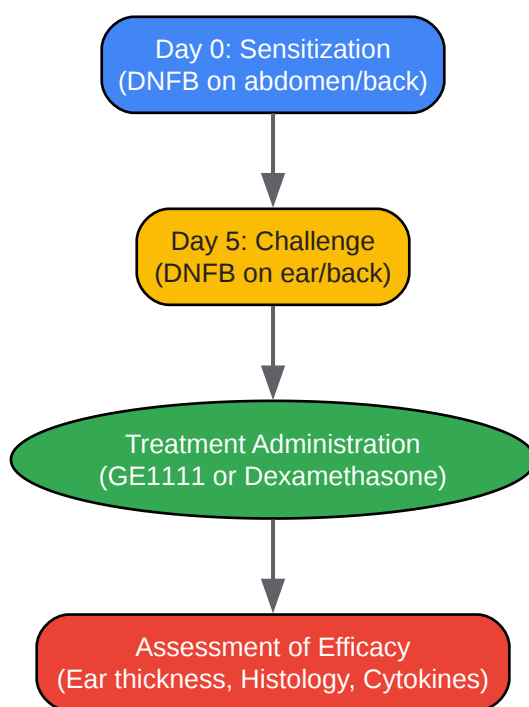 Day 0: Sensitization
(DNFB on abdomen/back)
Day 5: Challenge
(DNFB on ear/back)
Treatment Administration
(GE1111 or Dexamethasone)
Assessment of Efficacy
(Ear thickness, Histology, Cytokines)